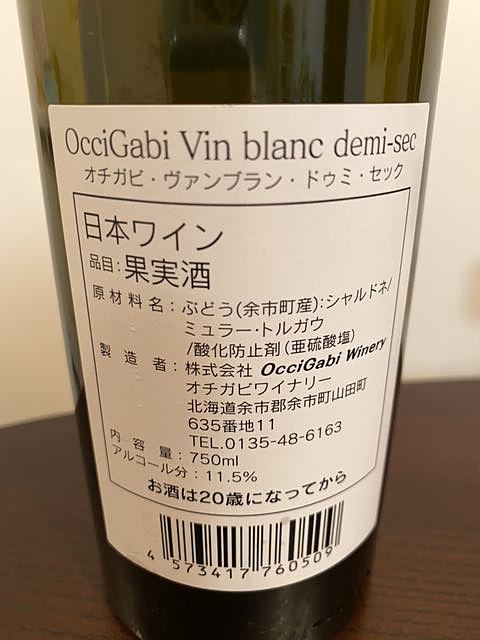 OcciGabi Vin blanc demi-sec
オチガビ・ヴァンブラン・ドゥミ・セック
日本ワイン
品目:果実酒
原材料名:ぶどう(余市町産):シャルドネ/
ミュラー・トルガウ
/酸化防止剤(亜硫酸塩)
製造者:株式会社 OcciGabi Winery
オチガビワイナリー
北海道余市郡余市町山田町
635番地11
TEL.0135-48-6163
内容量:750ml
アルコール分:11.5%
お酒は20歳になってから
4 573417 760509